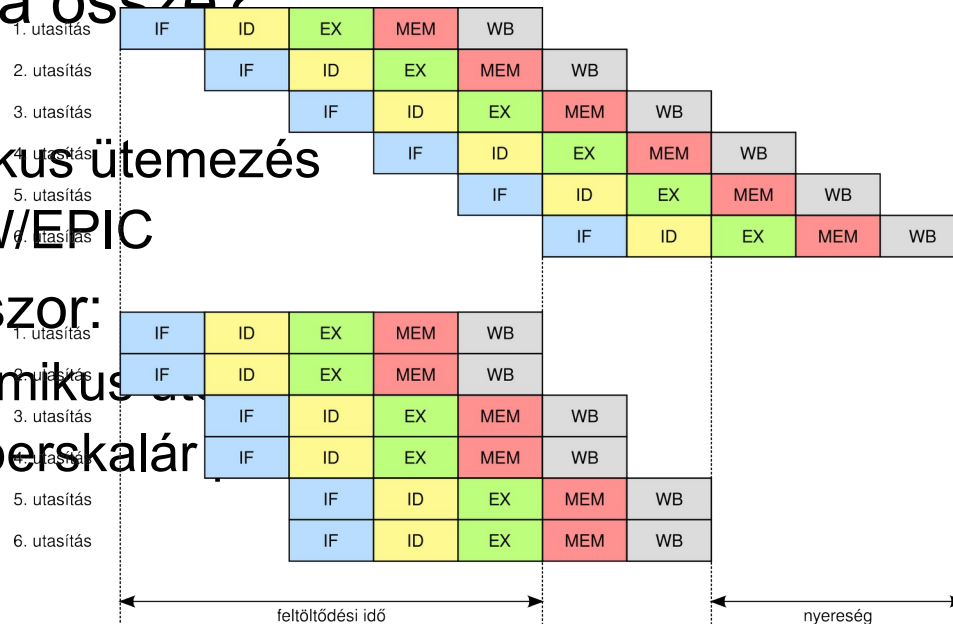 a össze?
1. utasítás IF ID EX MEM WB
2. utasítás IF ID EX MEM WB
3. utasítás IF ID EX MEM WB
kus ütemezés
4. utasítás IF ID EX MEM WB
5. utasítás IF ID EX MEM WB
/EPIC
6. utasítás IF ID EX MEM WB
szor:
1. utasítás IF ID EX MEM WB
mikus
2. utasítás IF ID EX MEM WB
3. utasítás IF ID EX MEM WB
perskalár
4. utasítás IF ID EX MEM WB
5. utasítás IF ID EX MEM WB
6. utasítás IF ID EX MEM WB
feltöltődési idő nyereség